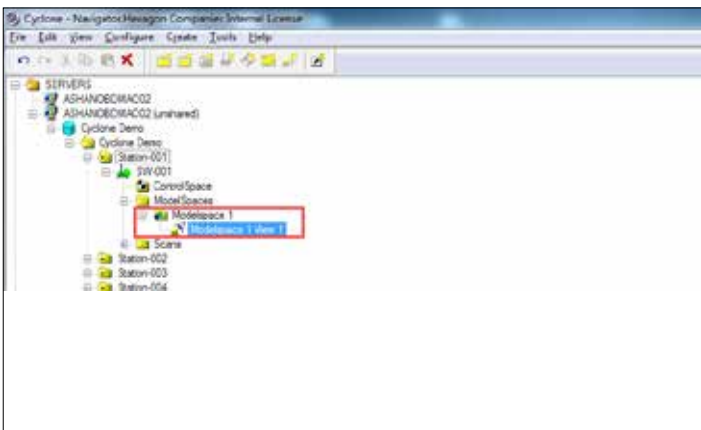 Cyclone - Navigator:Hexagon Companies Internal License
File Edit View Configure Create Tools Help
SERVERS
ASHANOBDMAC02
ASHANOBDMAC02 (unshared)
Cyclone Demo
Cyclone Demo
Station-001
SW-001
ControlSpace
ModelSpaces
Modelspace 1
Modelspace 1 View 1
Scans
Station-002
Station-003
Station-004